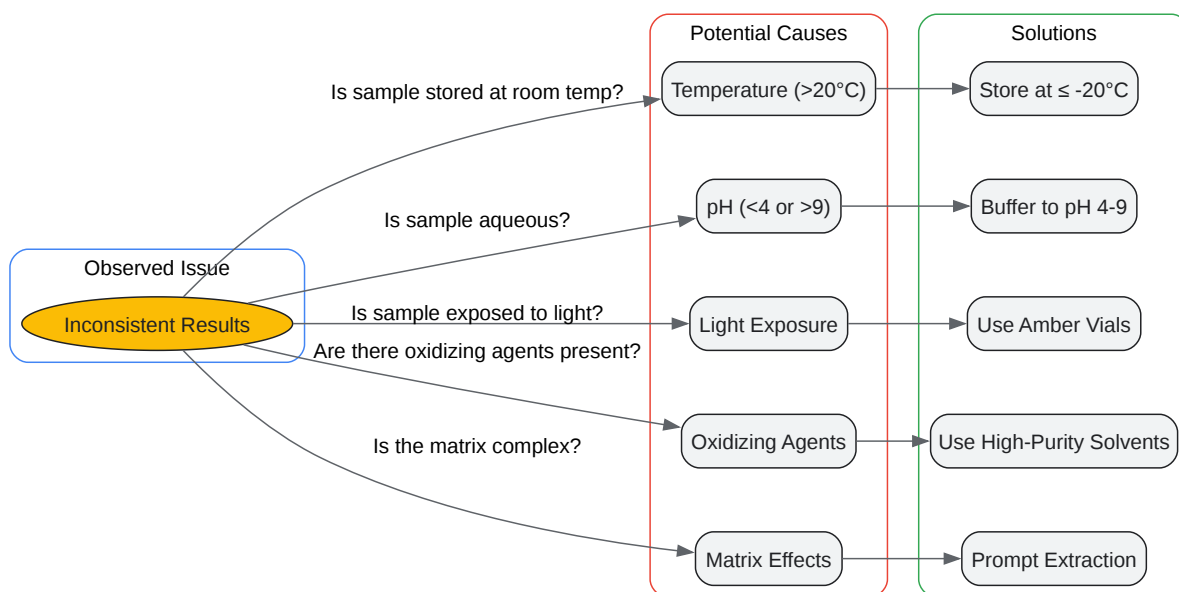 Potential Causes
Solutions
Is sample stored at room temp?
Temperature (>20°C)
Store at ≤ -20°C
Is sample aqueous?
pH (<4 or >9)
Buffer to pH 4-9
Observed Issue
Inconsistent Results
Is sample exposed to light?
Light Exposure
Use Amber Vials
Are there oxidizing agents present?
Oxidizing Agents
Use High-Purity Solvents
Is the matrix complex?
Matrix Effects
Prompt Extraction